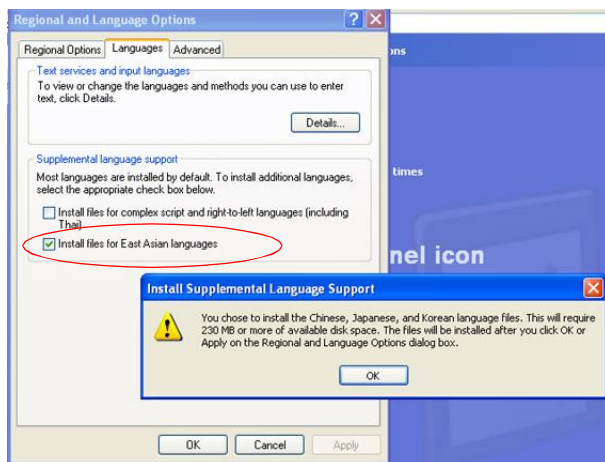 Regional and Language Options
ons
Regional Options Languages Advanced
Text services and input languages
To view or change the languages and methods you can use to enter
text, click Details.
Details...
Supplemental language support
Most languages are installed by default. To install additional languages,
select the appropriate check box below.
times
Install files for complex script and right-to-left languages (including
Thai)
Install files for East Asian languages
nel icon
Install Supplemental Language Support
You chose to install the Chinese, Japanese, and Korean language files. This will require
230 MB or more of available disk space. The files will be installed after you click OK or
Apply on the Regional and Language Options dialog box.
OK
OK Cancel Apply